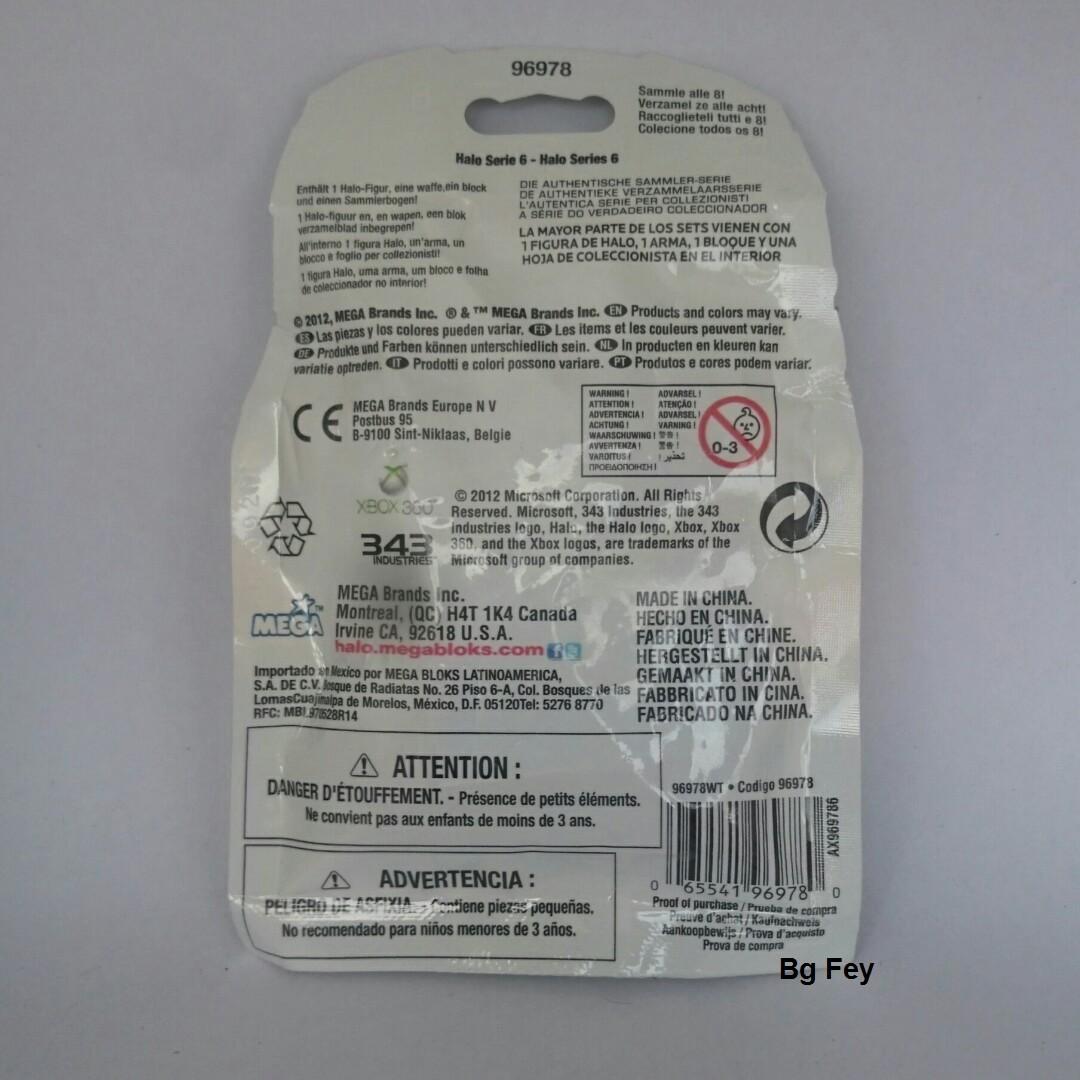 96978
Sammle alle 8!
Verzamel ze alle acht!
Raccoglieteli tutti e 8!
Colecione todos os 8!
Halo Serie 6 - Halo Series 6
Enthält 1 Halo-Figur, eine waffe,ein block
und einen Sammlerbogen!
1 Halo-figuur en, en wapen, een blok
verzamelblad inbegrepen!
All'interno 1 figura Halo, un'arma, un
blocco e foglio per collezionisti!
1 figura Halo, uma arma, um bloco e folha
de coleccionador no interior!
DIE AUTHENTISCHE SAMMLER-SERIE
DE AUTHENTIEKE VERZAMMELAARSSERIE
L'AUTENTICA SERIE PER COLLEZIONISTI
A SÉRIE DO VERDADEIRO COLECCIONADOR
LA MAYOR PARTE DE LOS SETS VIENEN CON
1 FIGURA DE HALO, 1 ARMA, 1 BLOQUE Y UNA
HOJA DE COLECCIONISTA EN EL INTERIOR
© 2012, MEGA Brands Inc. ® & ™ MEGA Brands Inc. EN Products and colors may vary.
ES Las piezas y los colores pueden variar. FR Les items et les couleurs peuvent varier.
DE Produkte und Farben können unterschiedlich sein. NL In producten en kleuren kan
variatie optreden. IT Prodotti e colori possono variare. PT Produtos e cores podem variar.
CE
MEGA Brands Europe N V
Postbus 95
B-9100 Sint-Niklaas, Belgie
WARNING ! ADVARSEL !
ATTENTION ! ATENÇÃO !
ADVERTENCIA ! ADVARSEL !
ACHTUNG ! VARNING !
WAARSCHUWING !
AVVERTENZA !
VAROITUS ! تحذير !
ΠΡΟΕΙΔΟΠΟΙΗΣΗ !
0-3
XBOX 360
343
INDUSTRIES
© 2012 Microsoft Corporation. All Rights
Reserved. Microsoft, 343 Industries, the 343
Industries logo, Halo, the Halo logo, Xbox, Xbox
360, and the Xbox logos, are trademarks of the
Microsoft group of companies.
MEGA™
MEGA Brands Inc.
Montreal, (QC) H4T 1K4 Canada
Irvine CA, 92618 U.S.A.
halo.megabloks.com
MADE IN CHINA.
HECHO EN CHINA.
FABRIQUÉ EN CHINE.
HERGESTELLT IN CHINA.
GEMAAKT IN CHINA.
FABBRICATO IN CINA.
FABRICADO NA CHINA.
Importado en Mexico por MEGA BLOKS LATINOAMERICA,
S.A. DE C.V. Bosque de Radiatas No. 26 Piso 6-A, Col. Bosques de las
LomasCuajimalpa de Morelos, México, D.F. 05120Tel: 5276 8770
RFC:
ATTENTION :
DANGER D'ÉTOUFFEMENT. - Présence de petits éléments.
Ne convient pas aux enfants de moins de 3 ans.
ADVERTENCIA :
PELIGRO DE ASFIXIA. - Contiene piezas pequeñas.
No recomendado para niños menores de 3 años.
96978WT • Codigo 96978
AX969786
0 65541 96978 0
Proof of purchase / Prueba de compra
Preuve d'achat / Kaufnachweis
Aankoopbewijs / Prova d'acquisto
Prova de compra
Bg Fey